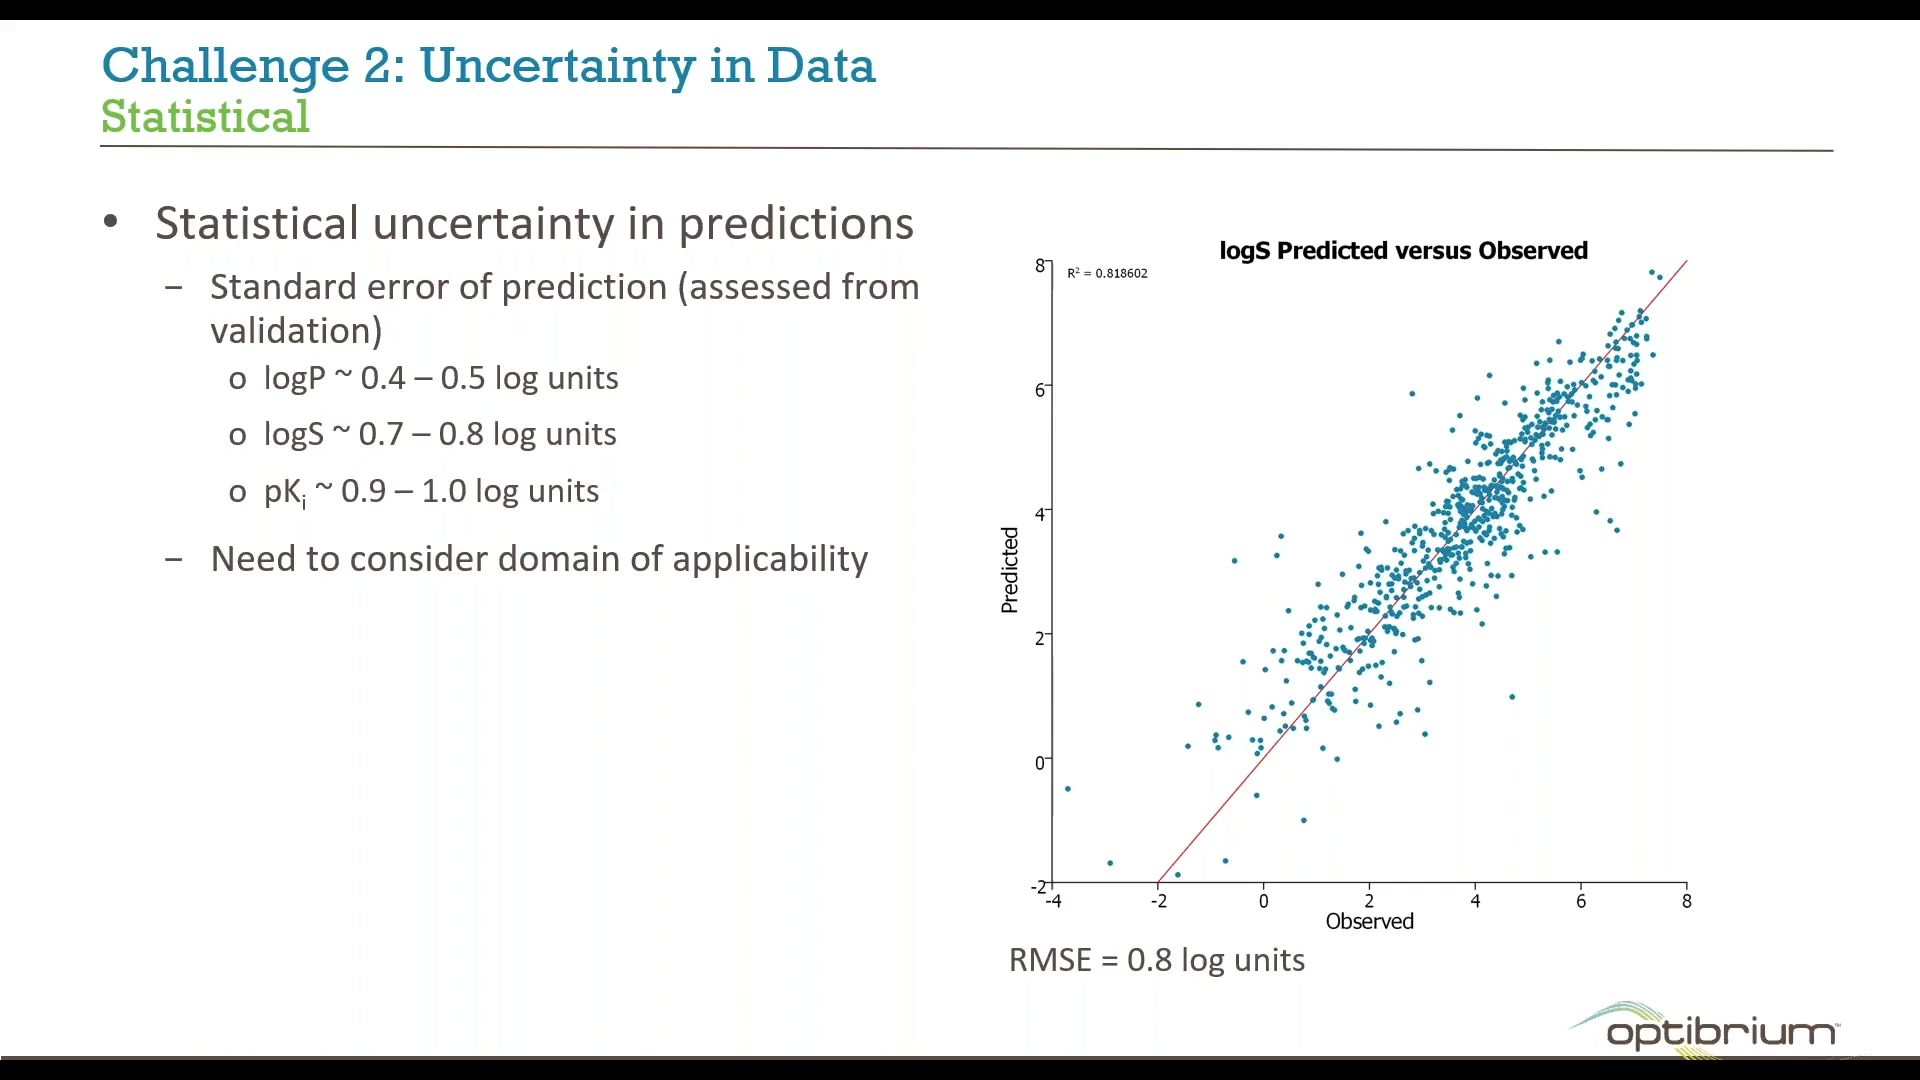 Challenge 2: Uncertainty in Data
Statistical
• Statistical uncertainty in predictions
– Standard error of prediction (assessed from
validation)
o logP ~ 0.4 – 0.5 log units
o logS ~ 0.7 – 0.8 log units
o pKi ~ 0.9 – 1.0 log units
– Need to consider domain of applicability
logS Predicted versus Observed
R² = 0.818602
8
6
4
2
0
-2
Predicted
-4 -2 0 2 4 6 8
Observed
RMSE = 0.8 log units
optibrium™